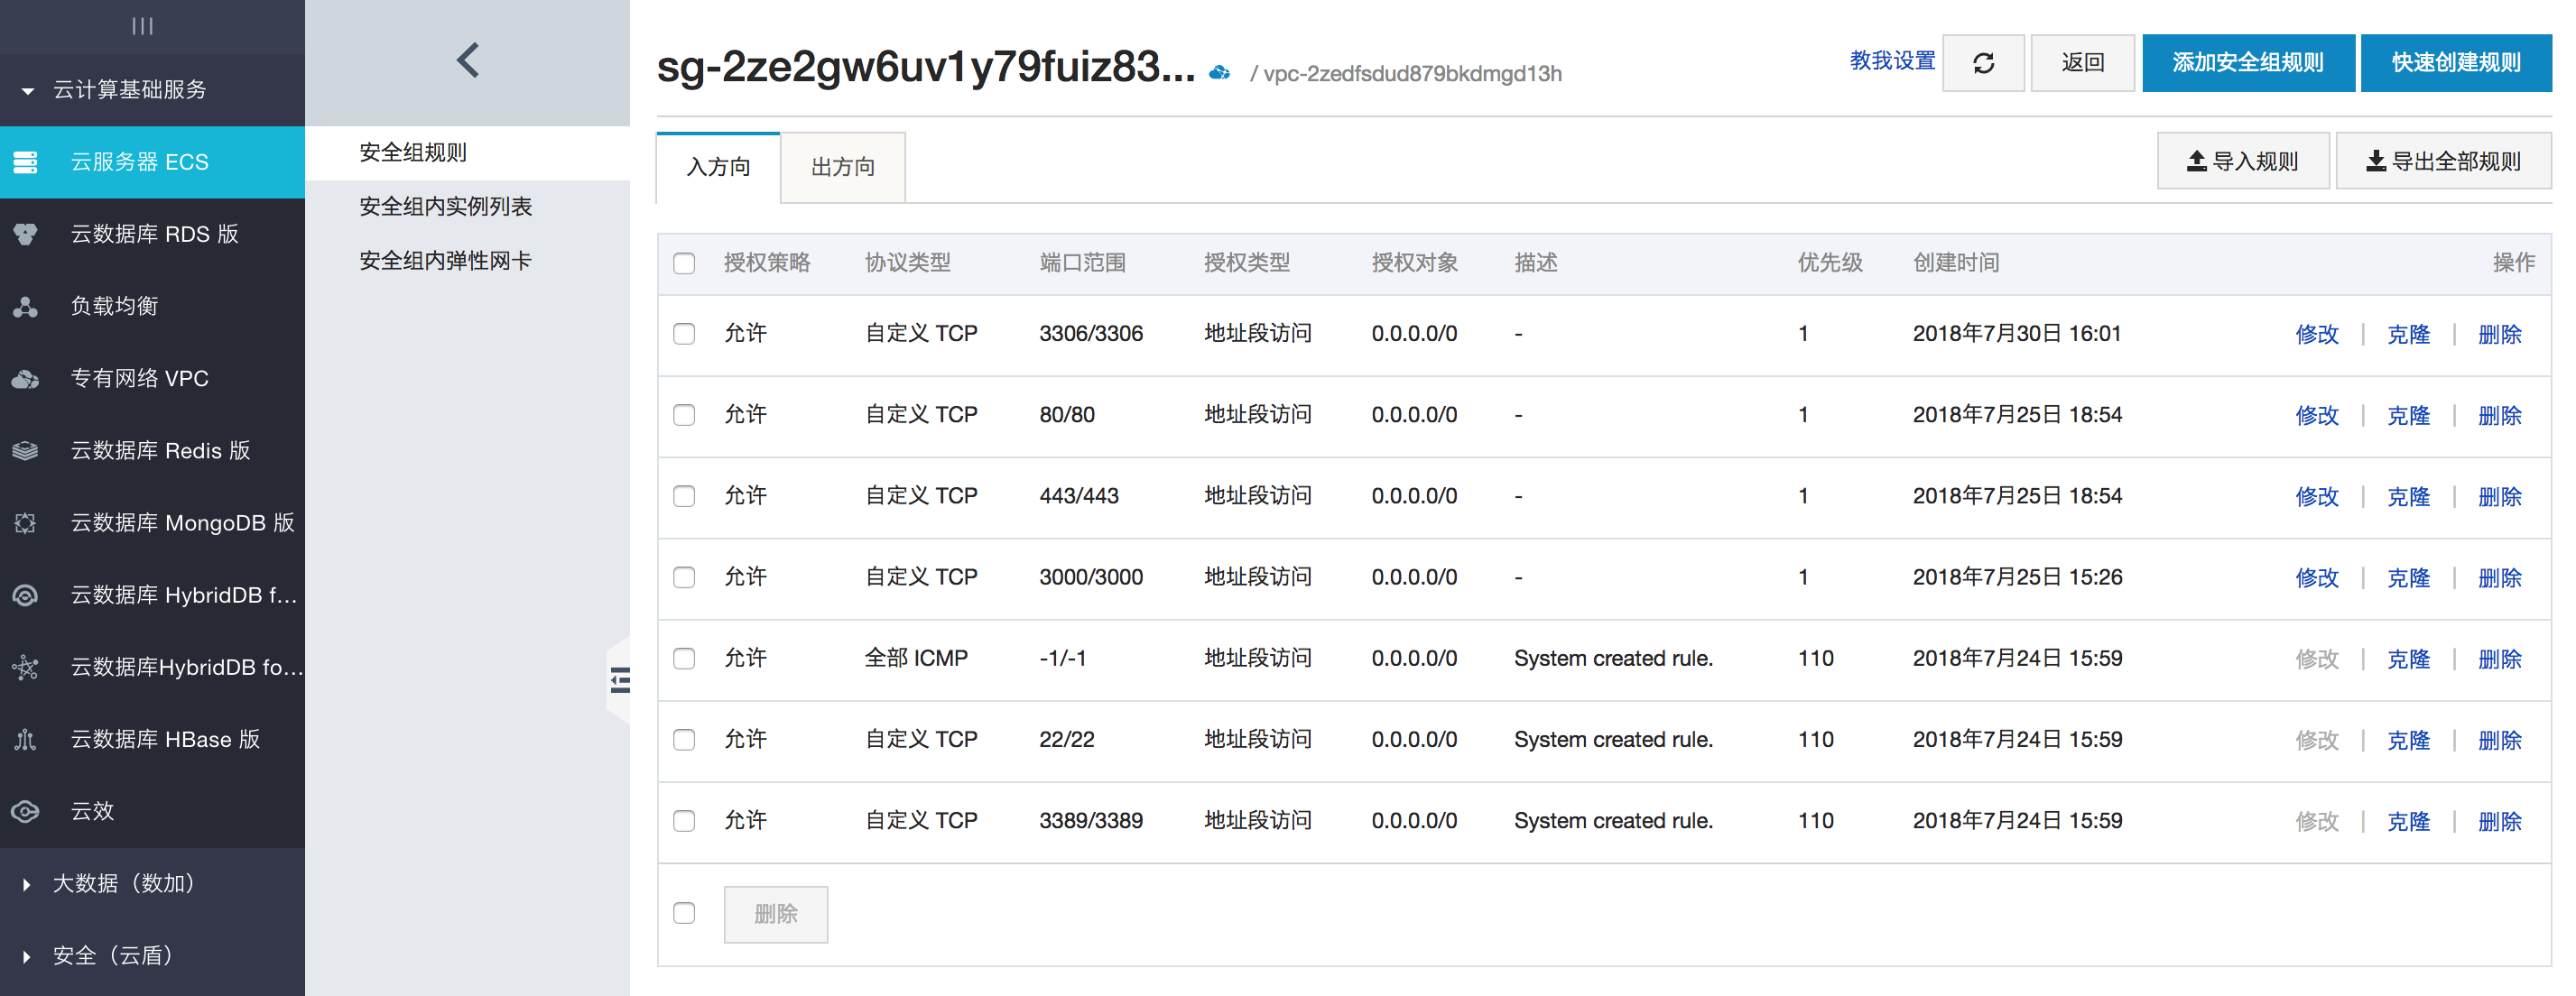 云计算基础服务
云服务器 ECS
云数据库 RDS 版
负载均衡
专有网络 VPC
云数据库 Redis 版
云数据库 MongoDB 版
云数据库 HybridDB f...
云数据库HybridDB fo...
云数据库 HBase 版
云效
大数据（数加）
安全（云盾）
安全组规则
安全组内实例列表
安全组内弹性网卡
sg-2ze2gw6uv1y79fuiz83... / vpc-2zedfsdud879bkdmgd13h
教我设置 返回 添加安全组规则 快速创建规则
入方向 出方向 导入规则 导出全部规则
授权策略 协议类型 端口范围 授权类型 授权对象 描述 优先级 创建时间 操作
允许 自定义 TCP 3306/3306 地址段访问 0.0.0.0/0 - 1 2018年7月30日 16:01 修改 | 克隆 | 删除
允许 自定义 TCP 80/80 地址段访问 0.0.0.0/0 - 1 2018年7月25日 18:54 修改 | 克隆 | 删除
允许 自定义 TCP 443/443 地址段访问 0.0.0.0/0 - 1 2018年7月25日 18:54 修改 | 克隆 | 删除
允许 自定义 TCP 3000/3000 地址段访问 0.0.0.0/0 - 1 2018年7月25日 15:26 修改 | 克隆 | 删除
允许 全部 ICMP -1/-1 地址段访问 0.0.0.0/0 System created rule. 110 2018年7月24日 15:59 修改 | 克隆 | 删除
允许 自定义 TCP 22/22 地址段访问 0.0.0.0/0 System created rule. 110 2018年7月24日 15:59 修改 | 克隆 | 删除
允许 自定义 TCP 3389/3389 地址段访问 0.0.0.0/0 System created rule. 110 2018年7月24日 15:59 修改 | 克隆 | 删除
删除